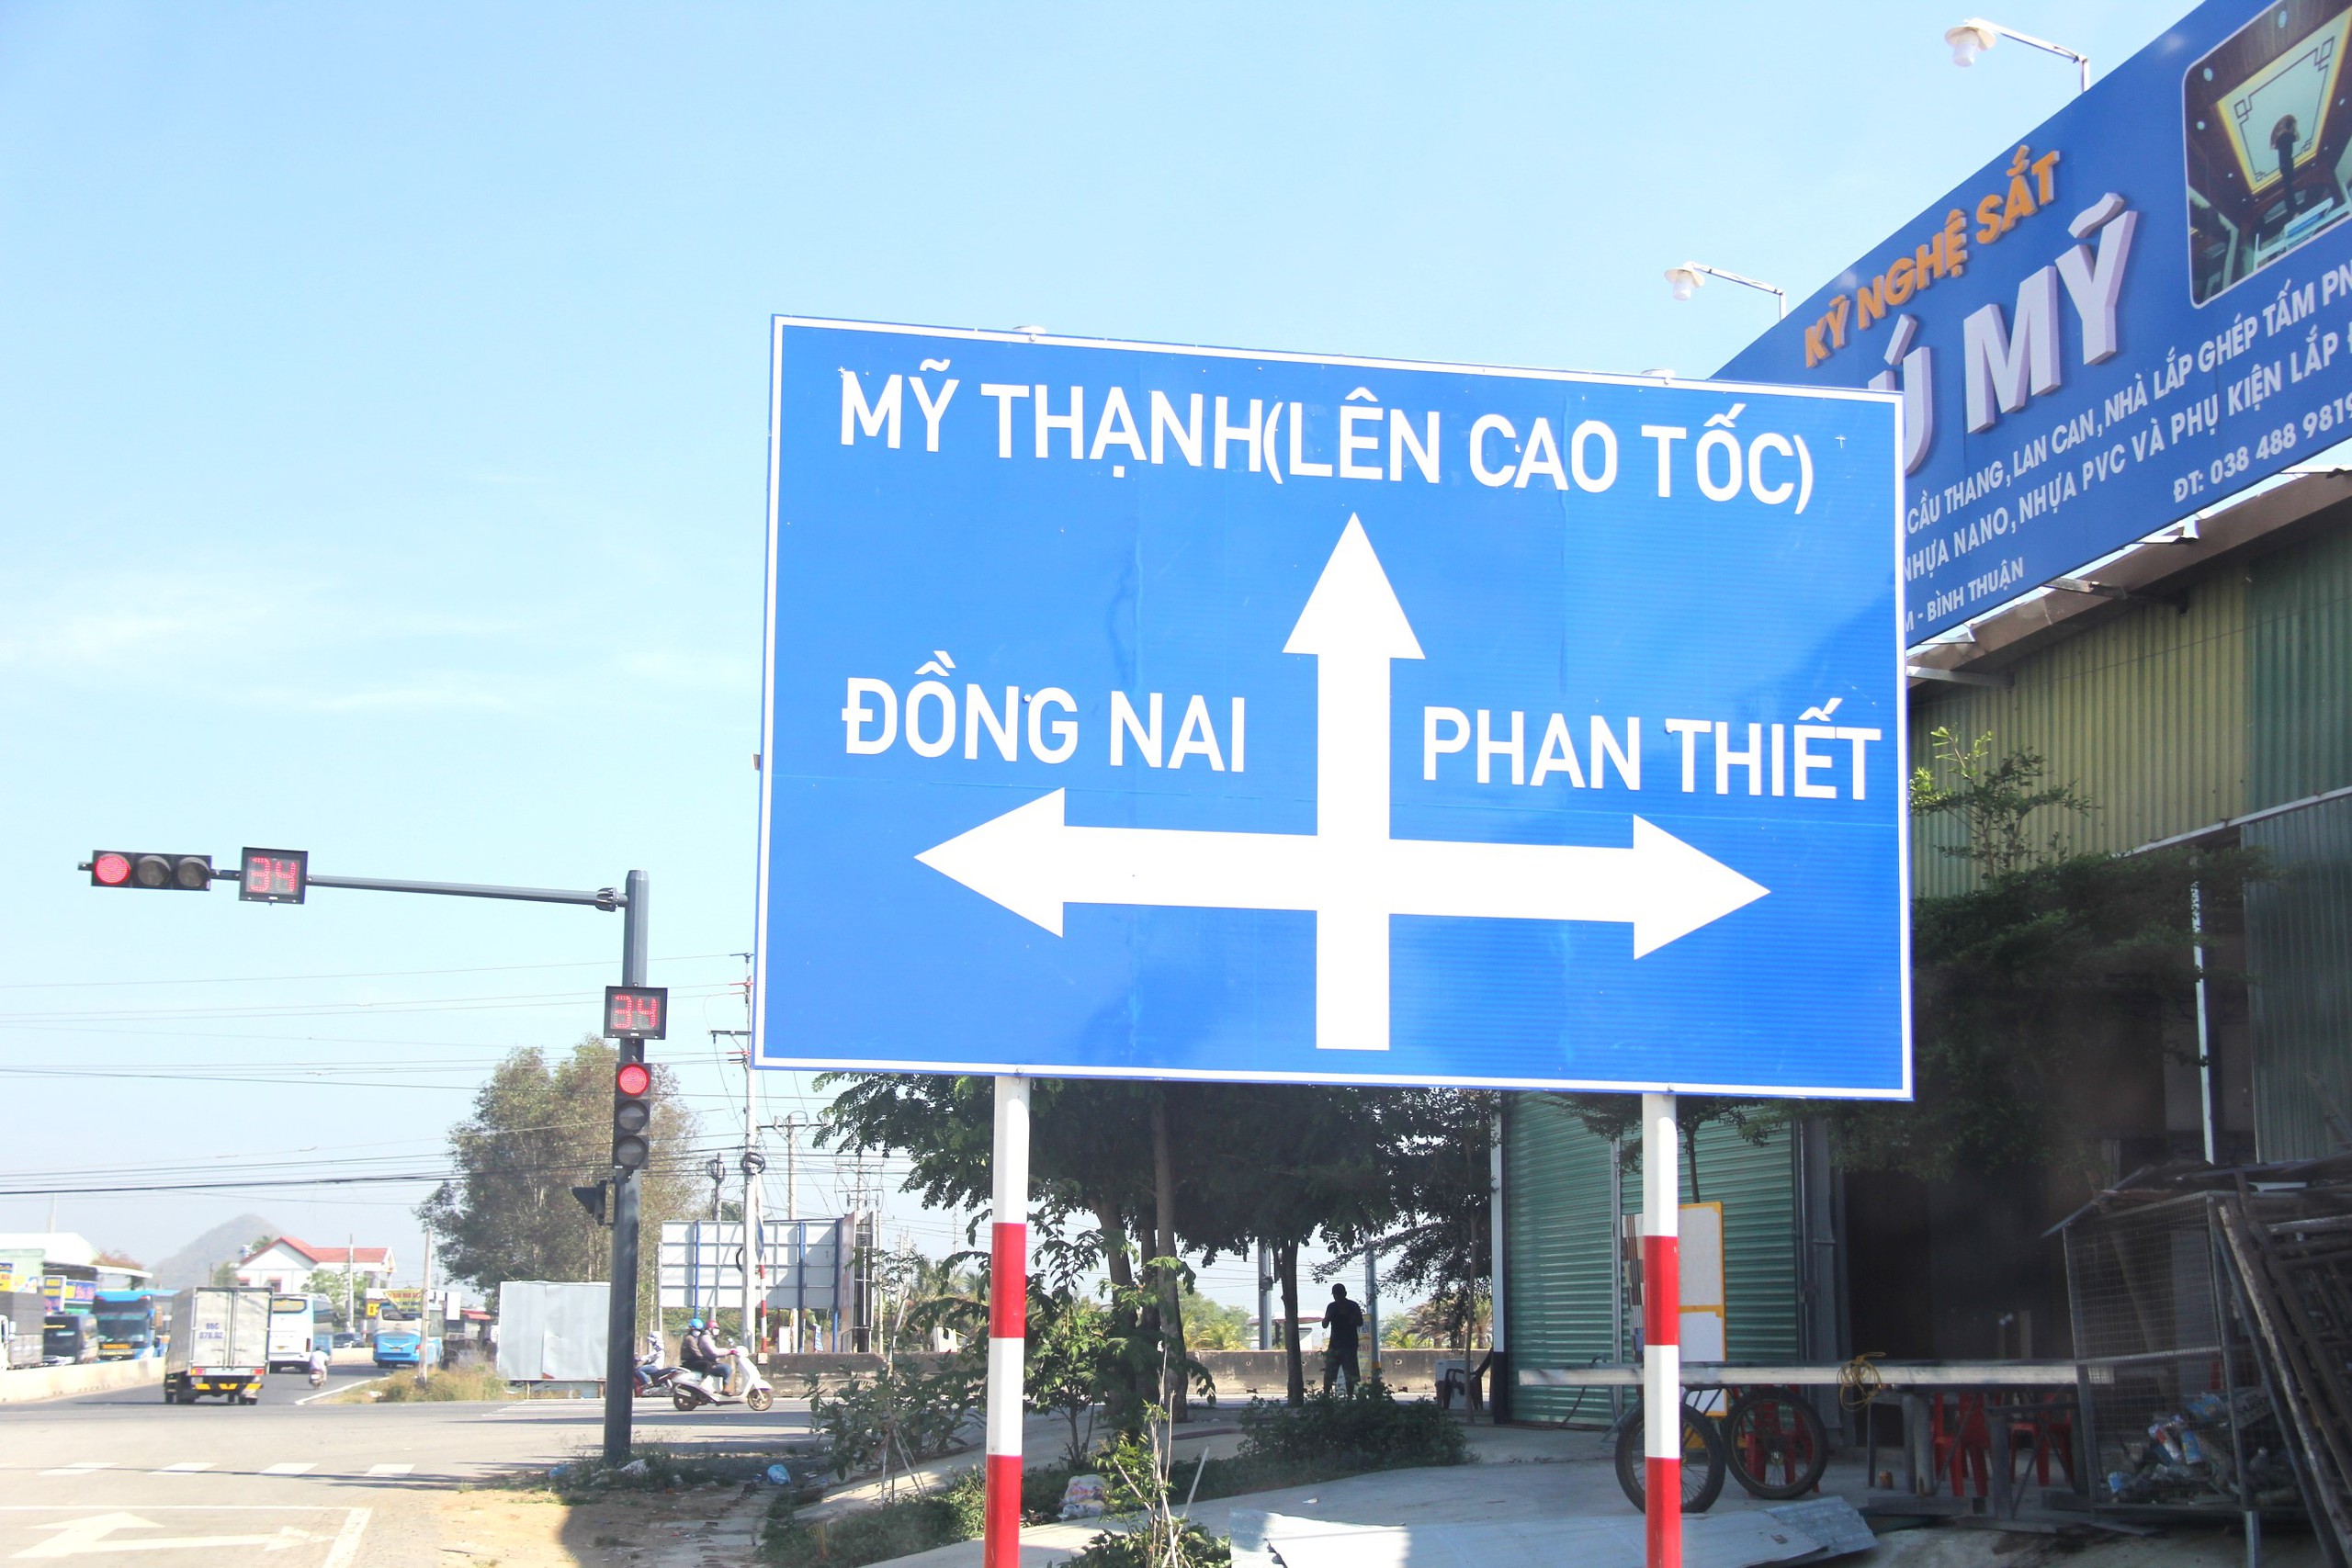 MỸ THẠNH(LÊN CAO TỐC)
ĐỒNG NAI
PHAN THIẾT
KỸ NGHỆ SẮT
MỸ
CẦU THANG, LAN CAN, NHÀ LẮP GHÉP TẤM
NHỰA NANO, NHỰA PVC VÀ PHỤ KIỆN LẮP
ĐT: 038 488 981
- BÌNH THUẬN
34
34